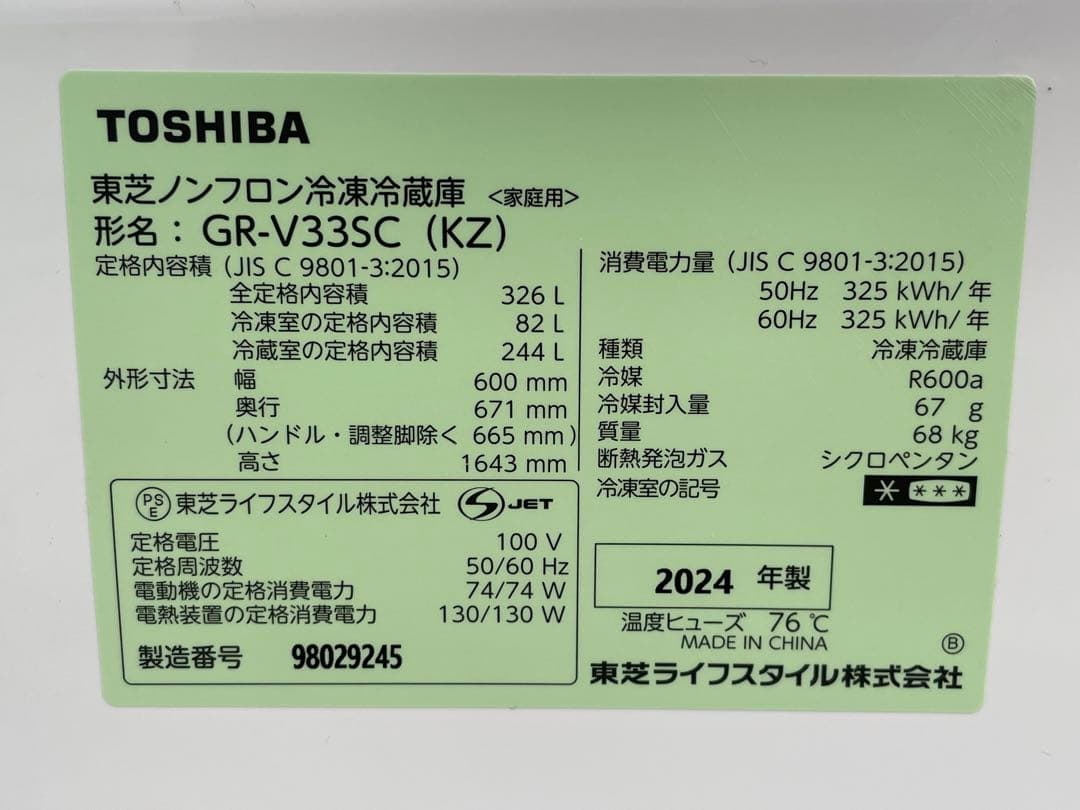 TOSHIBA
東芝ノンフロン冷凍冷蔵庫 <家庭用>
形名： GR-V33SC (KZ)
定格内容積 (JIS C 9801-3:2015)
全定格内容積 326 L
冷凍室の定格内容積 82 L
冷蔵室の定格内容積 244 L
外形寸法 幅 600 mm
奥行 671 mm
(ハンドル・調整脚除く 665 mm)
高さ 1643 mm
消費電力量 (JIS C 9801-3:2015)
50Hz 325 kWh/年
60Hz 325 kWh/年
種類 冷凍冷蔵庫
冷媒 R600a
冷媒封入量 67 g
質量 68 kg
断熱発泡ガス シクロペンタン
冷凍室の記号 * ***
PSE 東芝ライフスタイル株式会社 S JET
定格電圧 100 V
定格周波数 50/60 Hz
電動機の定格消費電力 74/74 W
電熱装置の定格消費電力 130/130 W
製造番号 98029245
2024 年製
温度ヒューズ 76℃
MADE IN CHINA
B
東芝ライフスタイル株式会社